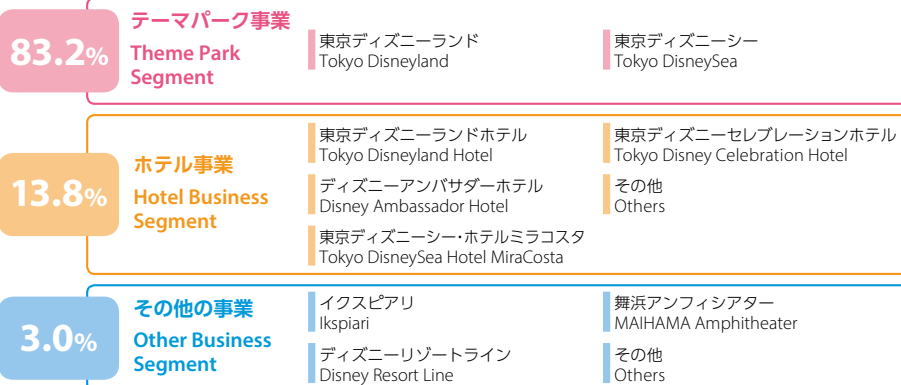 83.2%
テーマパーク事業
Theme Park
Segment
東京ディズニーランド
Tokyo Disneyland
東京ディズニーシー
Tokyo DisneySea
13.8%
ホテル事業
Hotel Business
Segment
東京ディズニーランドホテル
Tokyo Disneyland Hotel
ディズニーアンバサダーホテル
Disney Ambassador Hotel
東京ディズニーシー・ホテルミラコスタ
Tokyo DisneySea Hotel MiraCosta
東京ディズニーセレブレーションホテル
Tokyo Disney Celebration Hotel
その他
Others
3.0%
その他の事業
Other Business
Segment
イクスピアリ
Ikspiari
ディズニーリゾートライン
Disney Resort Line
舞浜アンフィシアター
MAIHAMA Amphitheater
その他
Others